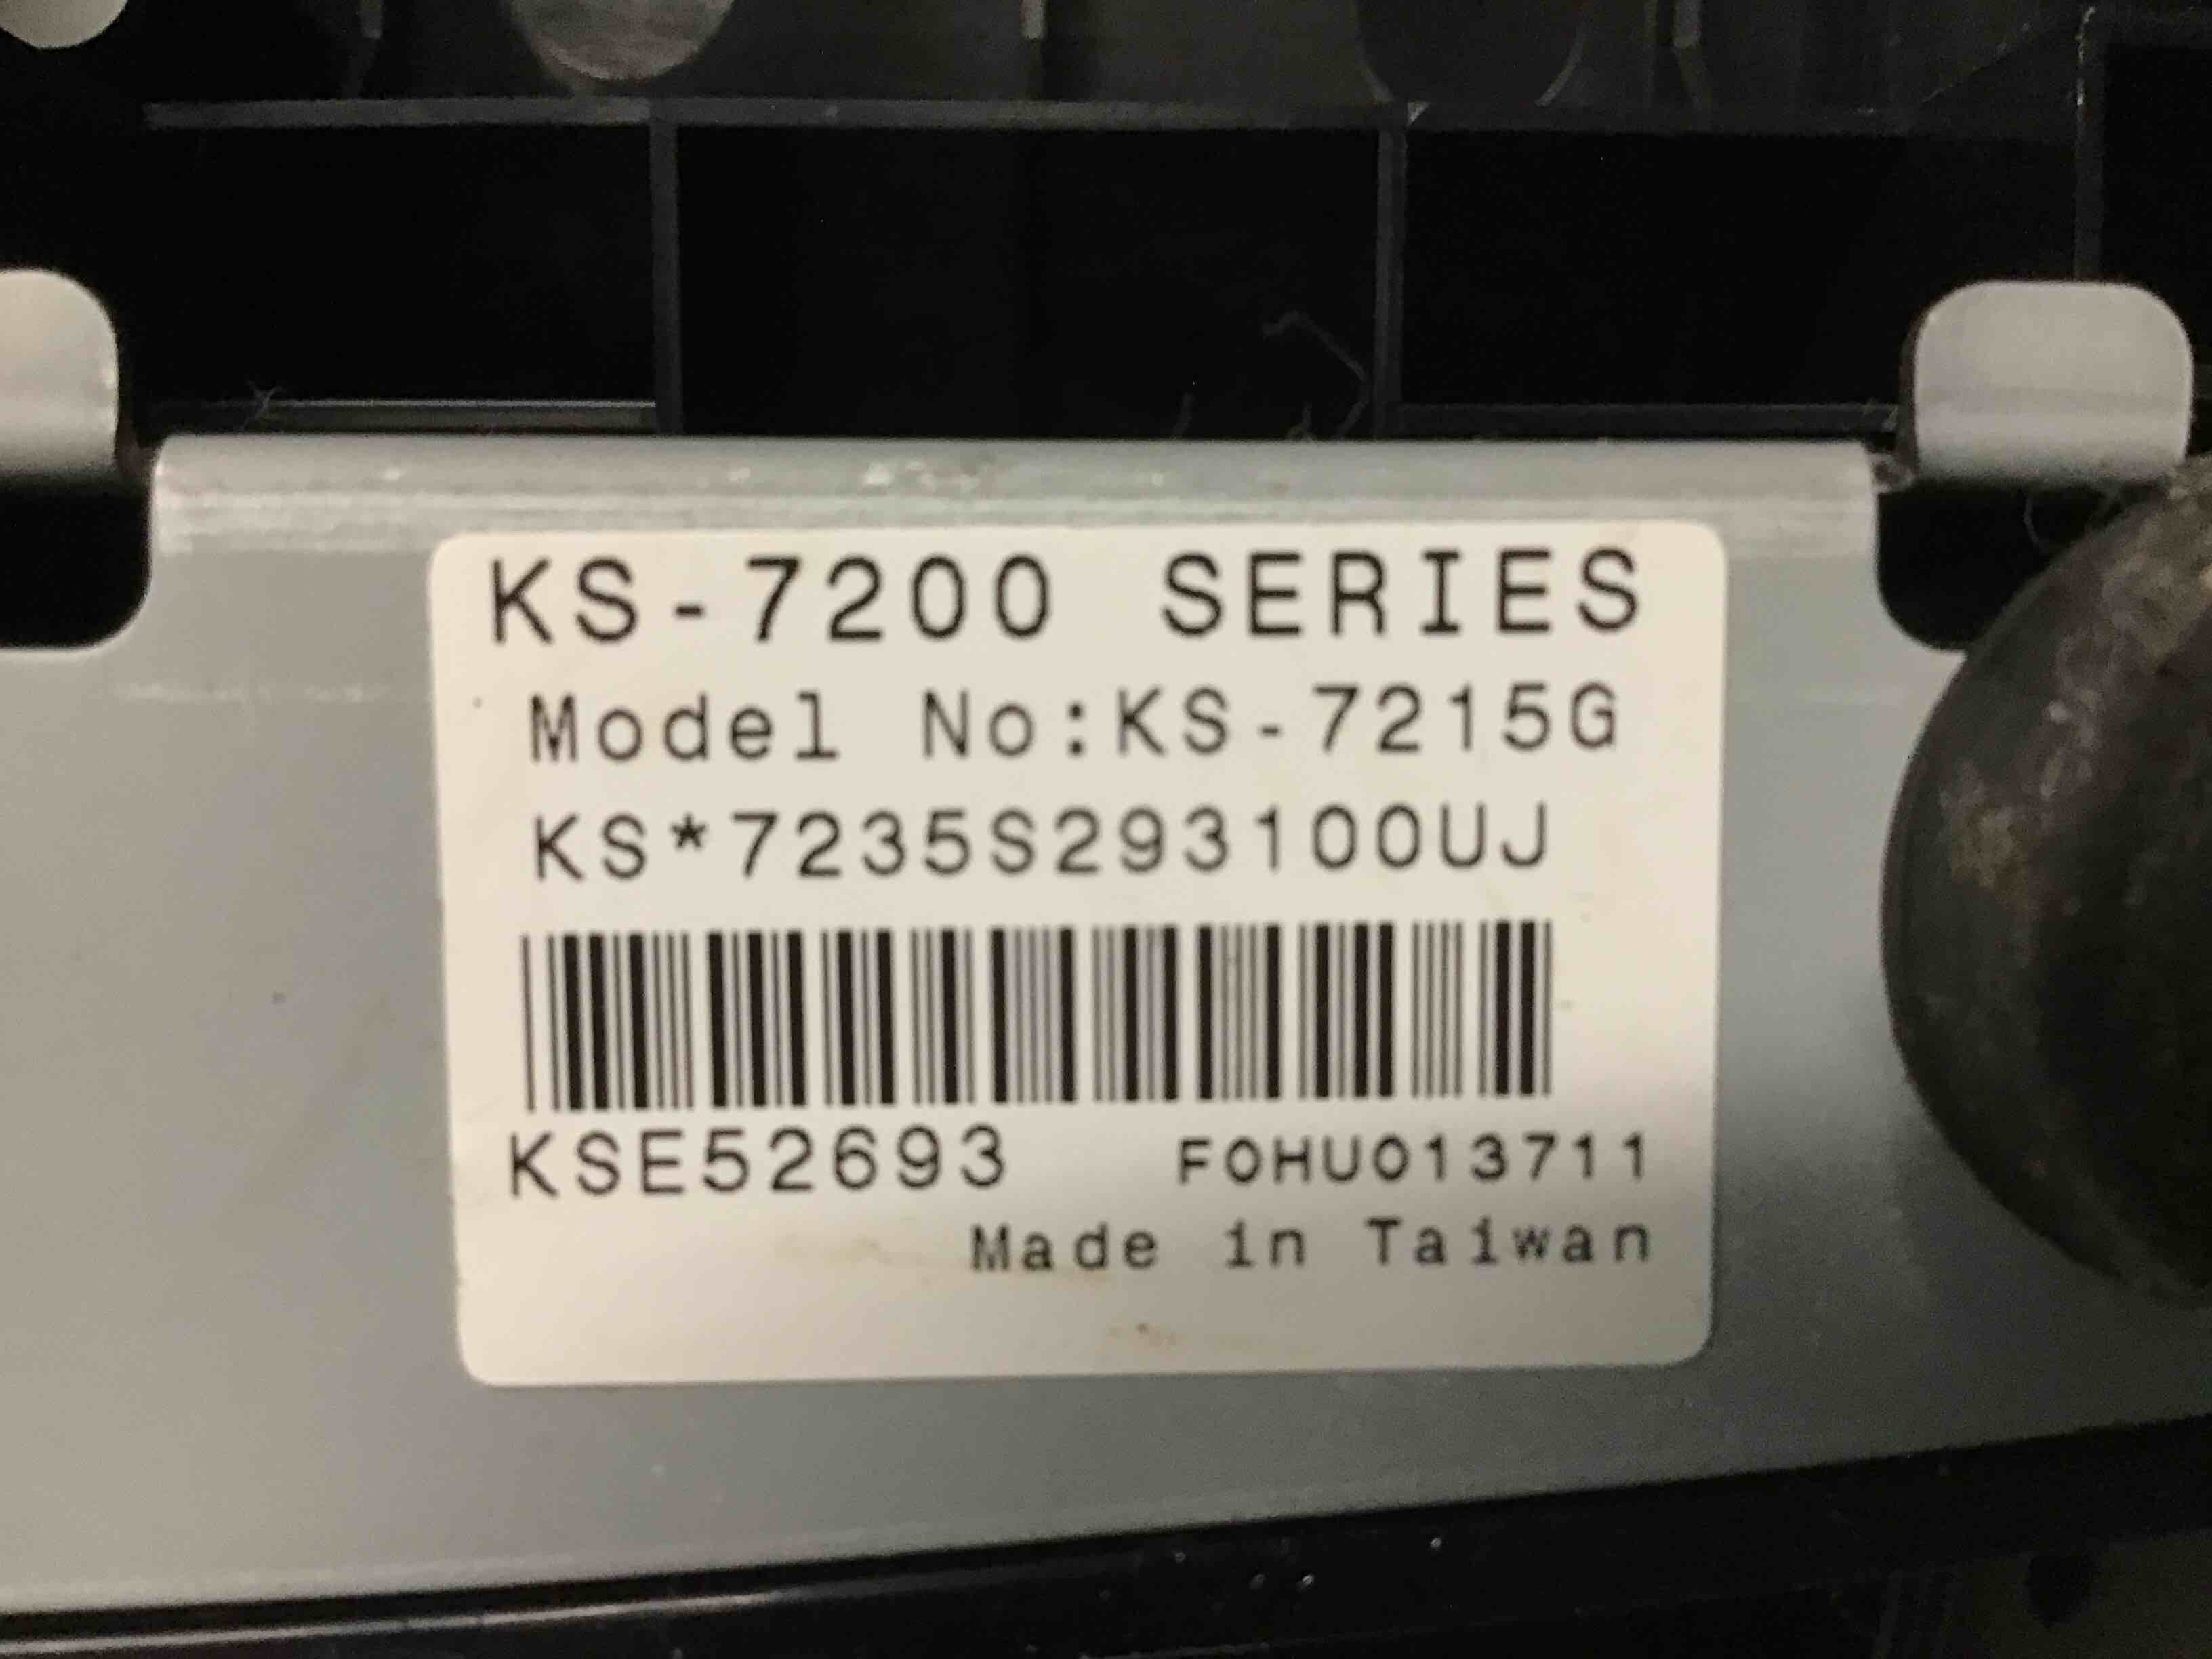 KS-7200 SERIES
Model No:KS-7215G
KS*7235S293100UJ
KSE52693 F0HU013711
Made in Taiwan